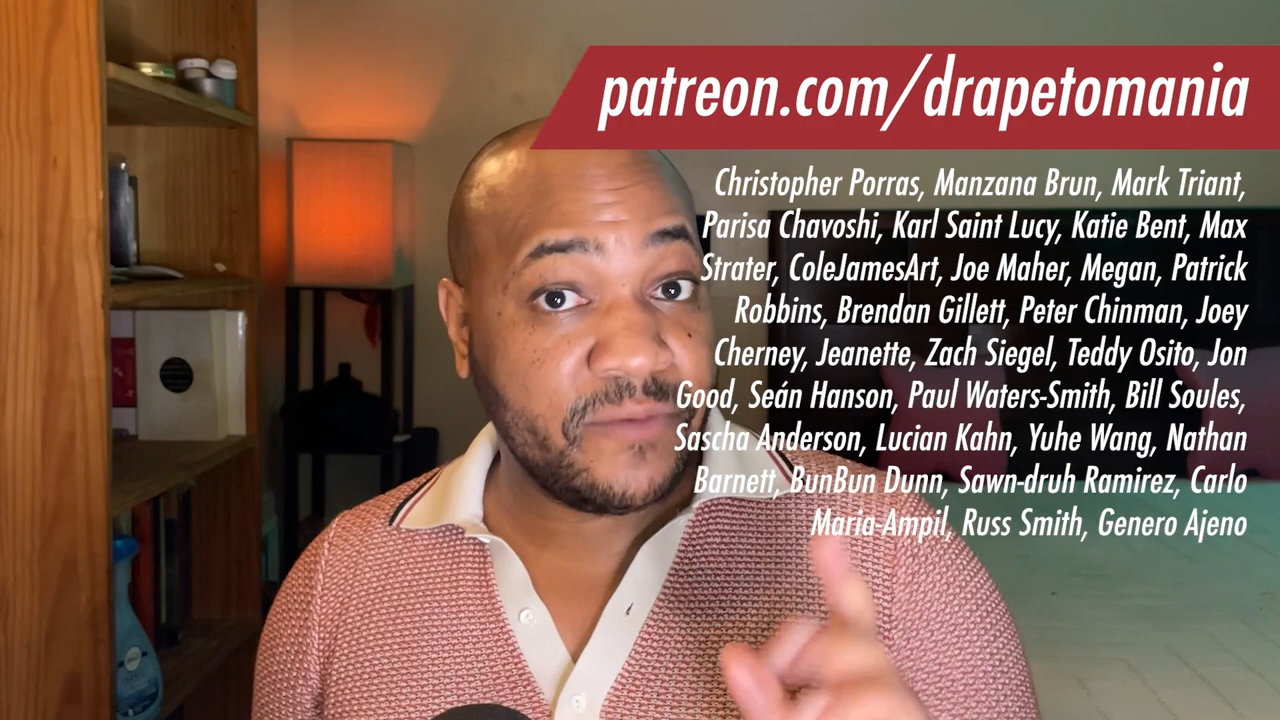 patreon.com/drapetomania
Christopher Porras, Manzana Brun, Mark Triant,
Parisa Chavoshi, Karl Saint Lucy, Katie Bent, Max
Strater, ColeJamesArt, Joe Maher, Megan, Patrick
Robbins, Brendan Gillett, Peter Chinman, Joey
Cherney, Jeanette, Zach Siegel, Teddy Osito, Jon
Good, Seán Hanson, Paul Waters-Smith, Bill Soules,
Sascha Anderson, Lucian Kahn, Yuhe Wang, Nathan
Barnett, BunBun Dunn, Sawn-druh Ramirez, Carlo
Maria Ampil, Russ Smith, Genero Ajeno